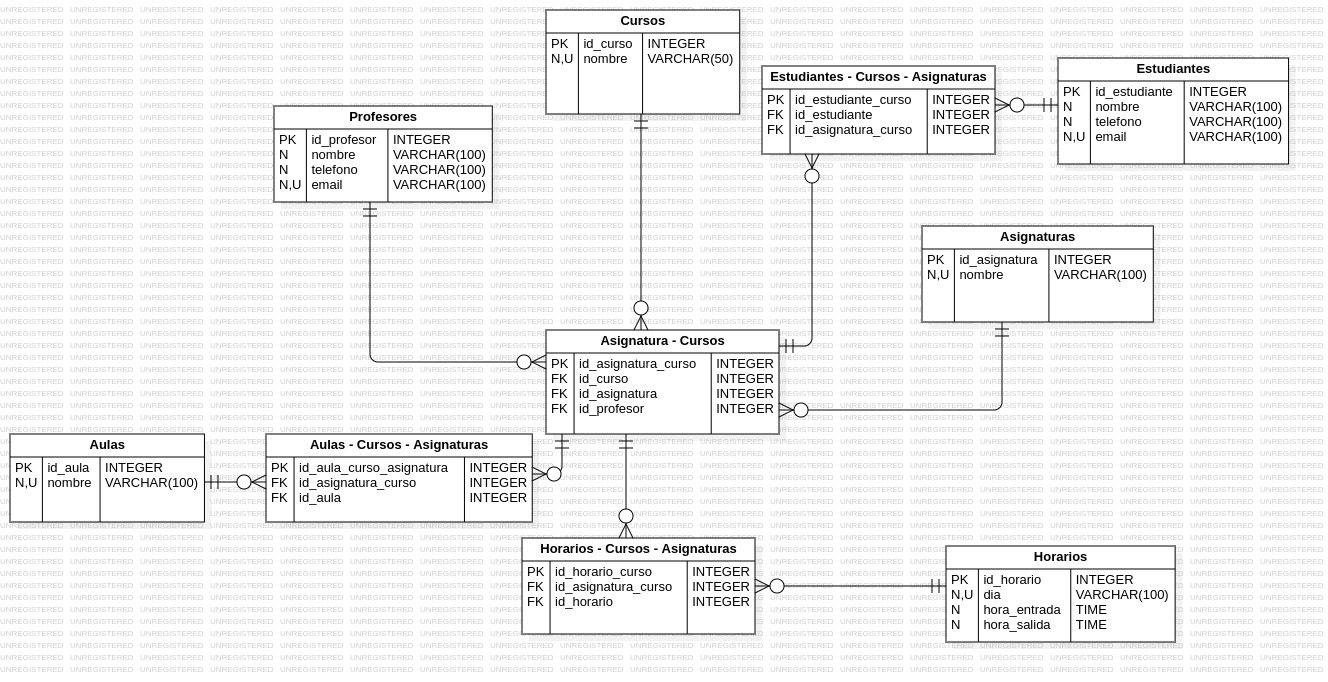 Cursos
PK id_curso INTEGER
N,U nombre VARCHAR(50)
Estudiantes - Cursos - Asignaturas
PK id_estudiante_curso INTEGER
FK id_estudiante INTEGER
FK id_asignatura_curso INTEGER
Estudiantes
PK id_estudiante INTEGER
N nombre VARCHAR(100)
N telefono VARCHAR(100)
N,U email VARCHAR(100)
Profesores
PK id_profesor INTEGER
N nombre VARCHAR(100)
N telefono VARCHAR(100)
N,U email VARCHAR(100)
Asignaturas
PK id_asignatura INTEGER
N,U nombre VARCHAR(100)
Asignatura - Cursos
PK id_asignatura_curso INTEGER
FK id_curso INTEGER
FK id_asignatura INTEGER
FK id_profesor INTEGER
Aulas
PK id_aula INTEGER
N,U nombre VARCHAR(100)
Aulas - Cursos - Asignaturas
PK id_aula_curso_asignatura INTEGER
FK id_asignatura_curso INTEGER
FK id_aula INTEGER
Horarios - Cursos - Asignaturas
PK id_horario_curso INTEGER
FK id_asignatura_curso INTEGER
FK id_horario INTEGER
Horarios
PK id_horario INTEGER
N,U dia VARCHAR(100)
N hora_entrada TIME
N hora_salida TIME
UNREGISTERED